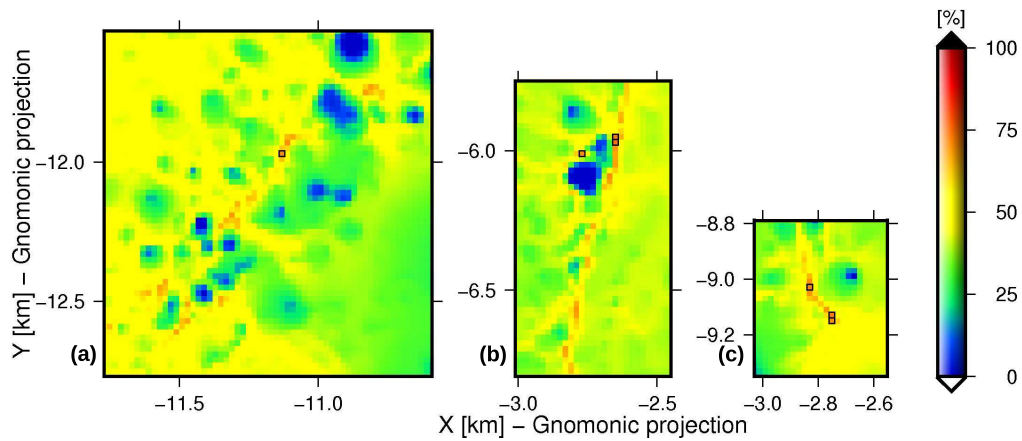 [%]
100
75
50
25
0
Y [km] − Gnomonic projection
−12.0
−12.5
(a)
−11.5 −11.0
−6.0
−6.5
(b)
−3.0 −2.5
−8.8
−9.0
−9.2
(c)
−3.0 −2.8 −2.6
X [km] − Gnomonic projection